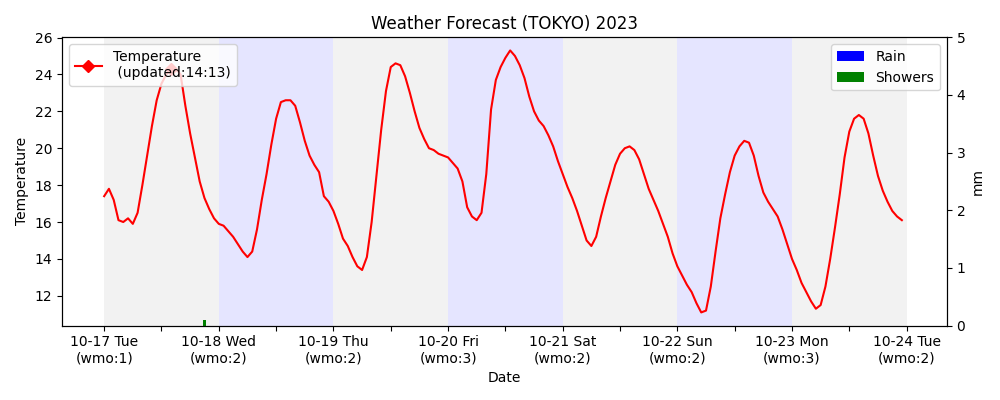 Weather Forecast (TOKYO) 2023
Temperature
(updated:14:13)
Rain
Showers
26
24
22
20
18
16
14
12
Temperature
5
4
3
2
1
0
mm
10-17 Tue
(wmo:1)
10-18 Wed
(wmo:2)
10-19 Thu
(wmo:2)
10-20 Fri
(wmo:3)
10-21 Sat
(wmo:2)
10-22 Sun
(wmo:2)
10-23 Mon
(wmo:3)
10-24 Tue
(wmo:2)
Date